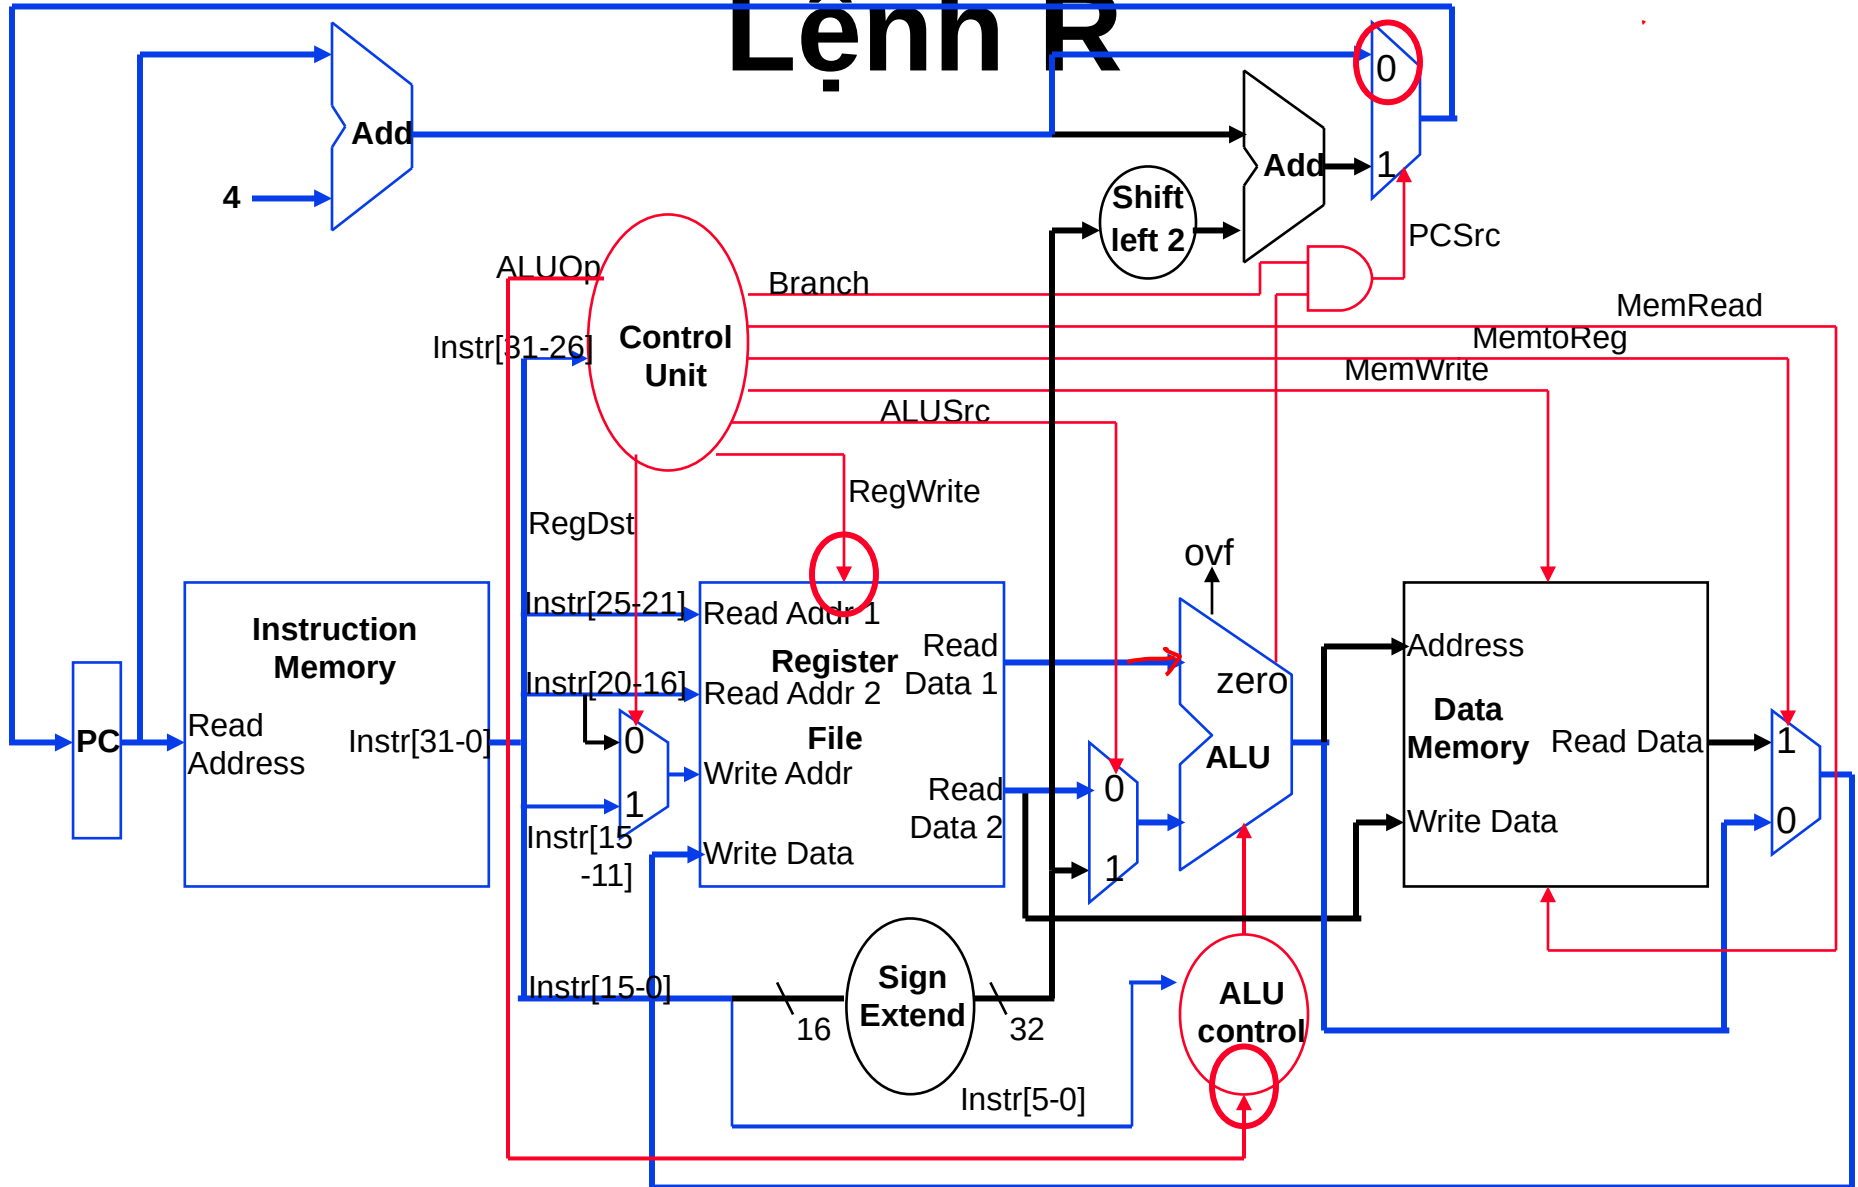 Lệnh R
0
Add
Add
1
4
Shift
left 2
PCSrc
ALUOp
Branch
MemRead
Instr[31-26]
Control
Unit
MemtoReg
MemWrite
ALUSrc
RegWrite
RegDst
ovf
Instr[25-21]
Read Addr 1
Instruction
Memory
Register
Read
Data 1
Address
Instr[20-16]
Read Addr 2
zero
Data
Memory
PC
Read
Address
Instr[31-0]
0
File
ALU
Read Data
1
Write Addr
Read
Data 2
0
1
Write Data
0
Instr[15
-11]
Write Data
1
Instr[15-0]
Sign
Extend
ALU
control
16
32
Instr[5-0]